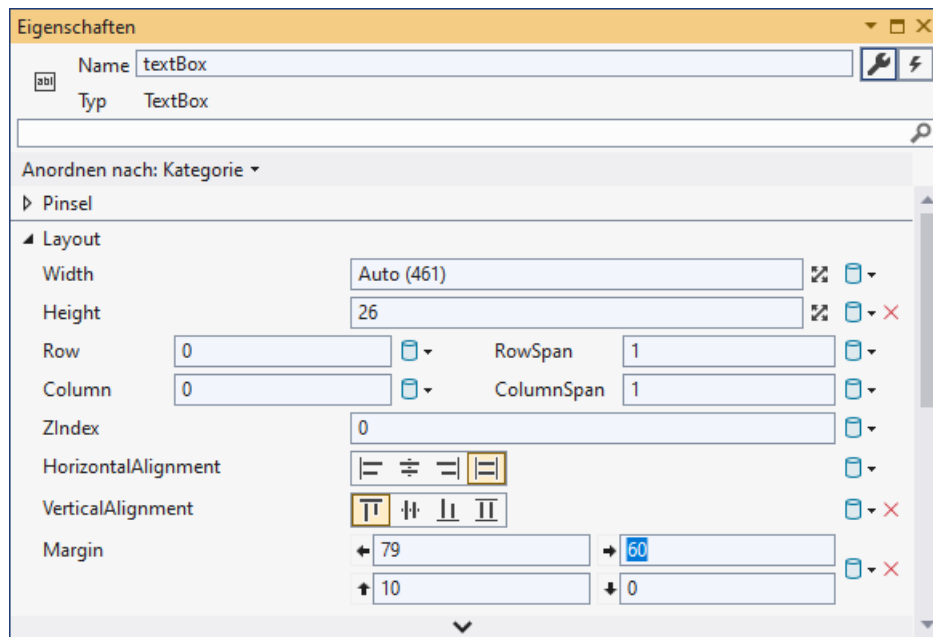 Eigenschaften
Name textBox
abl
Typ TextBox
Anordnen nach: Kategorie
Pinsel
Layout
Width Auto (461)
Height 26
Row 0 RowSpan 1
Column 0 ColumnSpan 1
ZIndex 0
HorizontalAlignment
VerticalAlignment
Margin 79 60
10 0